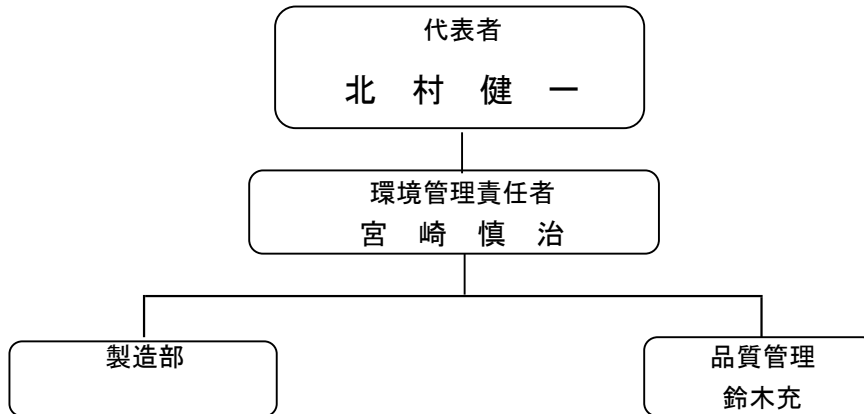 代表者
北 村 健 一
環境管理責任者
宮 崎 慎 治
製造部
品質管理
鈴木充